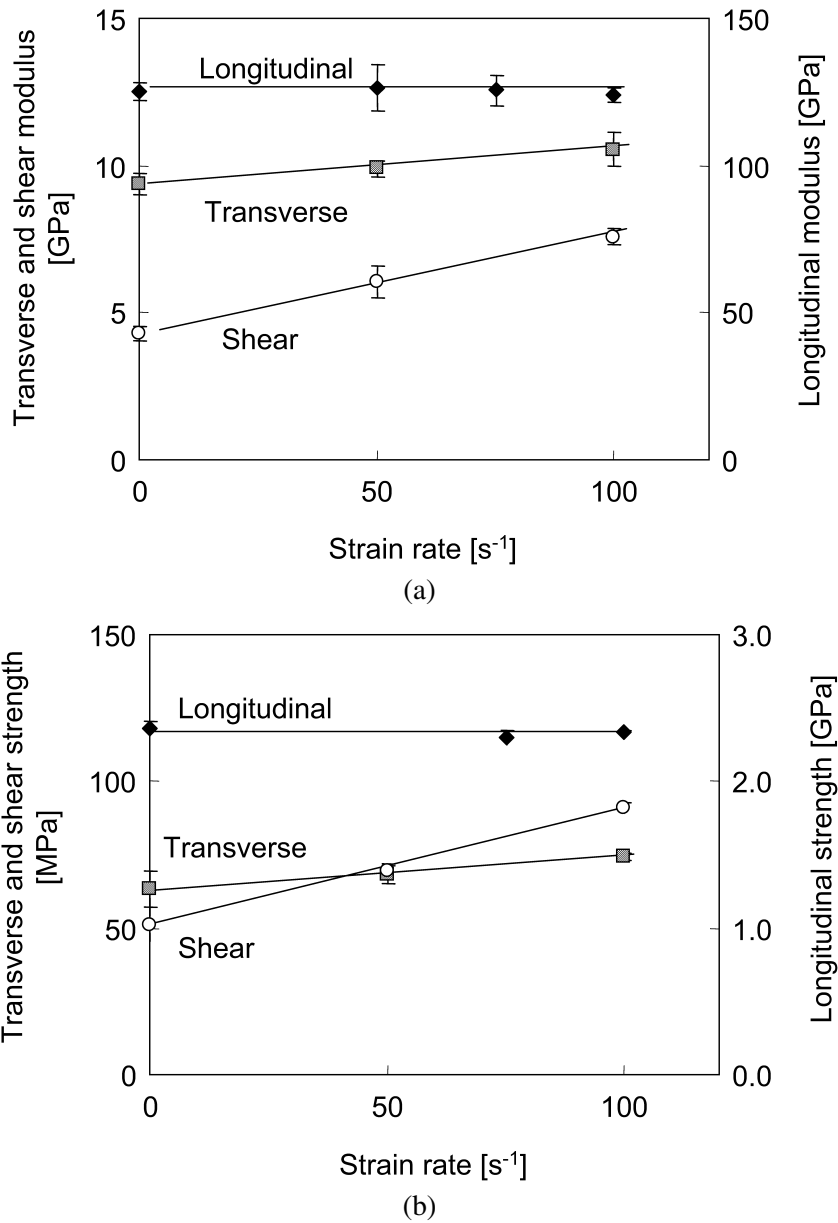 15
150
Longitudinal
10
100
Transverse
5
50
Shear
0
0
0
50
100
Transverse and shear modulus
[GPa]
Longitudinal modulus [GPa]
Strain rate [s⁻¹]
(a)
150
3.0
Longitudinal
100
2.0
Transverse
50
1.0
Shear
0
0.0
0
50
100
Transverse and shear strength
[MPa]
Longitudinal strength [GPa]
Strain rate [s⁻¹]
(b)